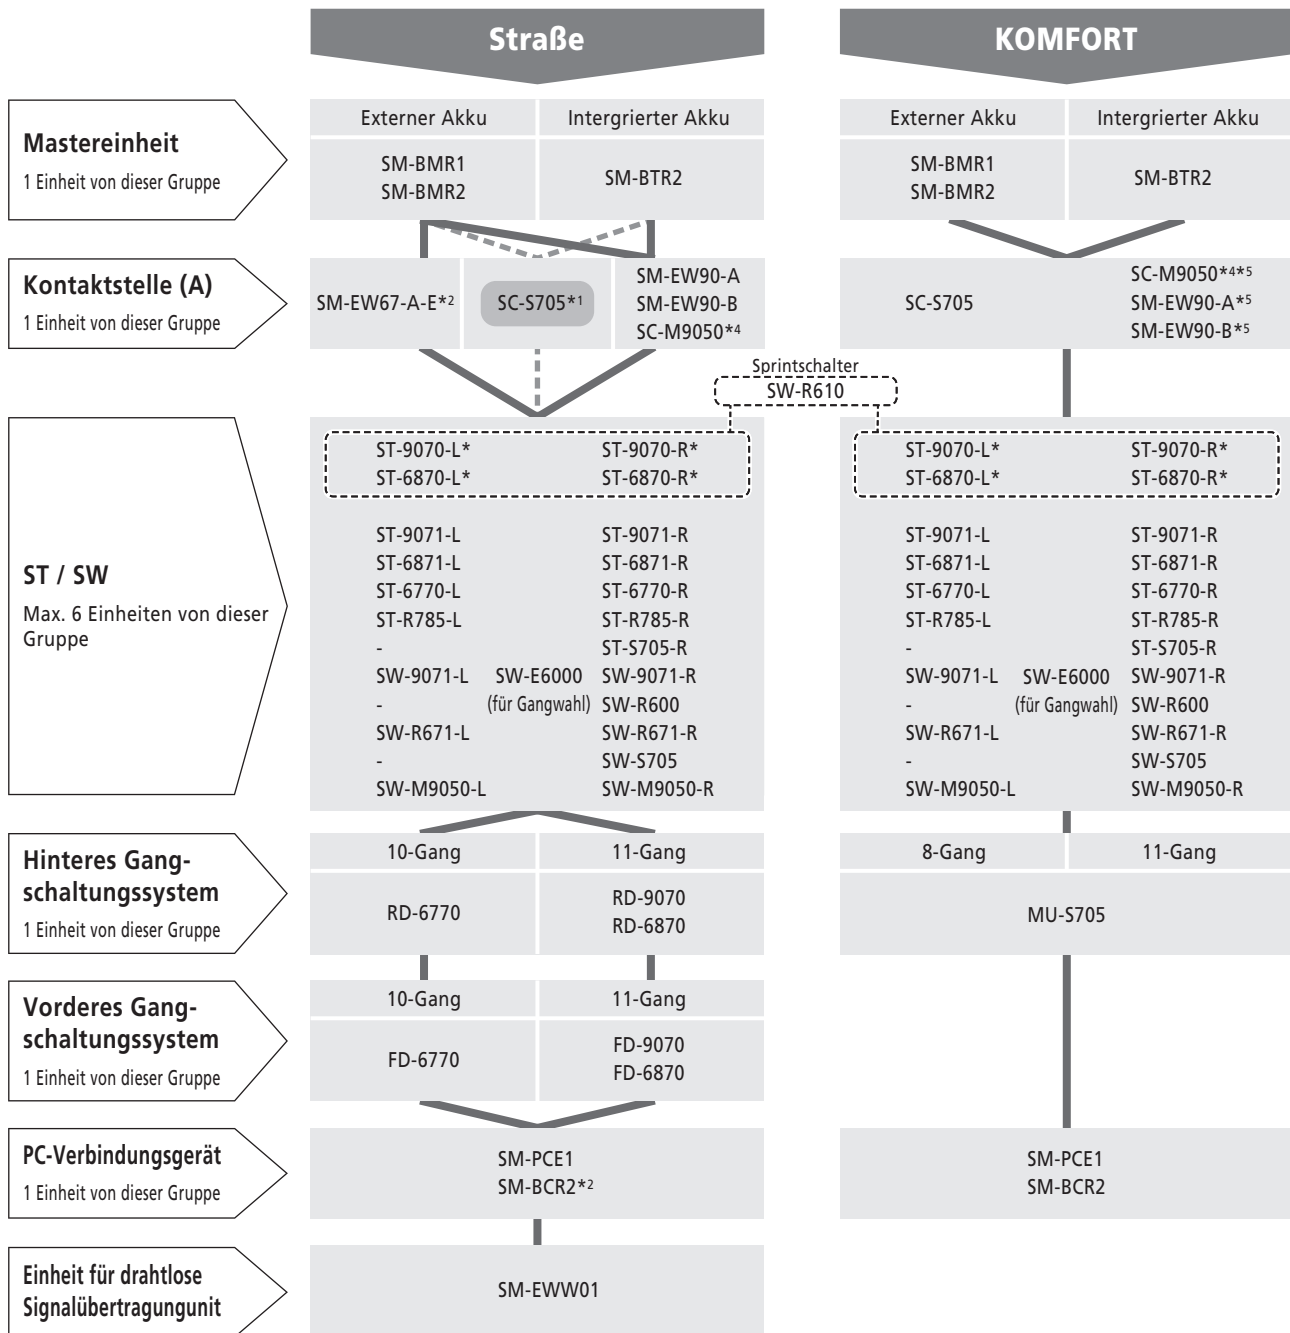 Straße
KOMFORT
Mastereinheit
1 Einheit von dieser Gruppe
Externer Akku
Intergrierter Akku
SM-BMR1
SM-BMR2
SM-BTR2
Externer Akku
Intergrierter Akku
SM-BMR1
SM-BMR2
SM-BTR2
Kontaktstelle (A)
1 Einheit von dieser Gruppe
SM-EW67-A-E*2
SC-S705*1
SM-EW90-A
SM-EW90-B
SC-M9050*4
SC-S705
SC-M9050*4*5
SM-EW90-A*5
SM-EW90-B*5
Sprintschalter
SW-R610
ST / SW
Max. 6 Einheiten von dieser
Gruppe
ST-9070-L* ST-9070-R*
ST-6870-L* ST-6870-R*
ST-9071-L ST-9071-R
ST-6871-L ST-6871-R
ST-6770-L ST-6770-R
ST-R785-L ST-R785-R
- ST-S705-R
SW-9071-L SW-E6000 SW-9071-R
- (für Gangwahl) SW-R600
SW-R671-L SW-R671-R
- SW-S705
SW-M9050-L SW-M9050-R
ST-9070-L* ST-9070-R*
ST-6870-L* ST-6870-R*
ST-9071-L ST-9071-R
ST-6871-L ST-6871-R
ST-6770-L ST-6770-R
ST-R785-L ST-R785-R
- ST-S705-R
SW-9071-L SW-E6000 SW-9071-R
- (für Gangwahl) SW-R600
SW-R671-L SW-R671-R
- SW-S705
SW-M9050-L SW-M9050-R
Hinteres Gang-
schaltungssystem
1 Einheit von dieser Gruppe
10-Gang
11-Gang
RD-6770
RD-9070
RD-6870
8-Gang
11-Gang
MU-S705
Vorderes Gang-
schaltungssystem
1 Einheit von dieser Gruppe
10-Gang
11-Gang
FD-6770
FD-9070
FD-6870
PC-Verbindungsgerät
1 Einheit von dieser Gruppe
SM-PCE1
SM-BCR2*2
SM-PCE1
SM-BCR2
Einheit für drahtlose
Signalübertragungunit
SM-EWW01